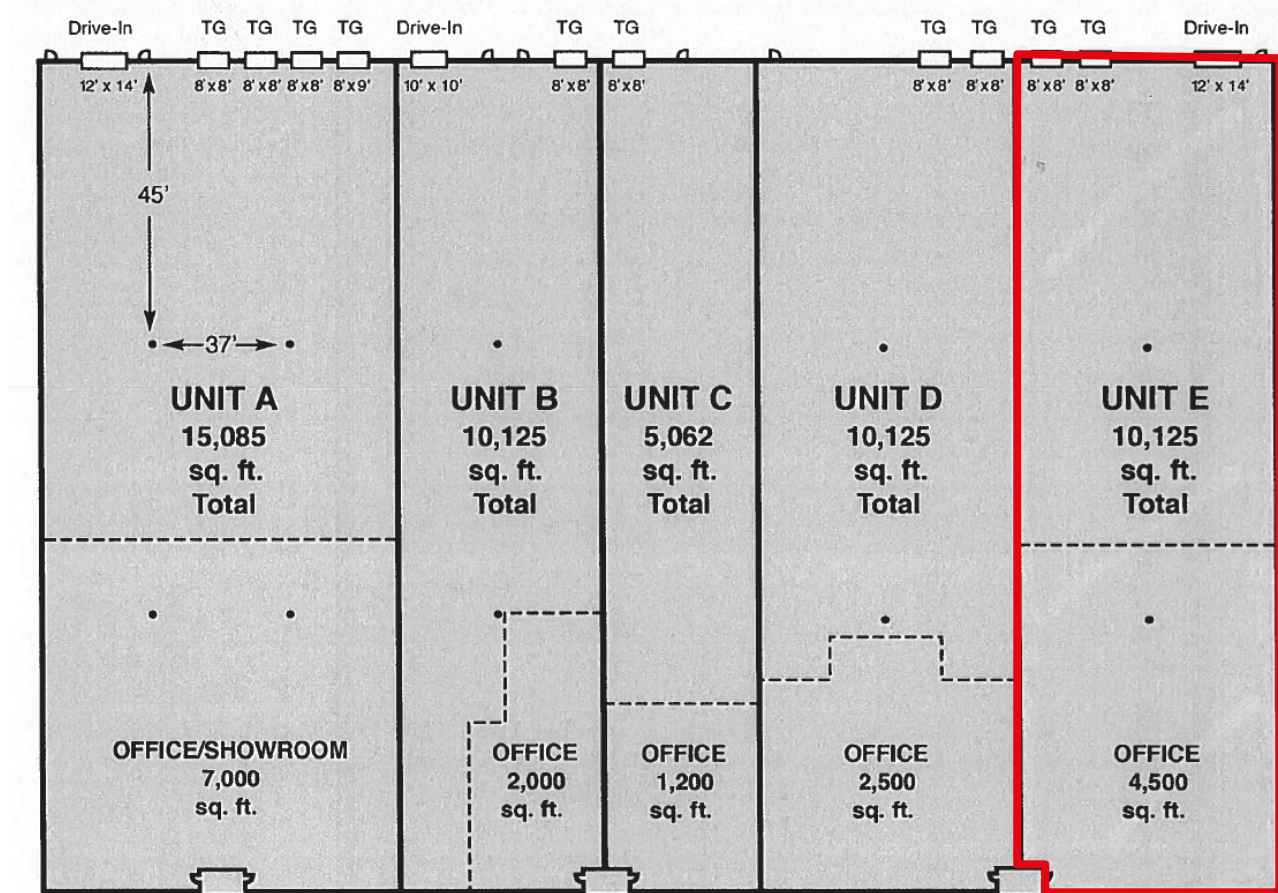 Drive-In TG TG TG TG Drive-In TG TG TG TG TG TG Drive-In
12' x 14' 8'x8' 8'x8' 8'x8' 8'x9' 10' x 10' 8'x8' 8'x8' 8'x8' 8'x8' 8'x8' 8'x8' 12' x 14'
45'
37'
UNIT A
15,085
sq. ft.
Total
UNIT B
10,125
sq. ft.
Total
UNIT C
5,062
sq. ft.
Total
UNIT D
10,125
sq. ft.
Total
UNIT E
10,125
sq. ft.
Total
OFFICE/SHOWROOM
7,000
sq. ft.
OFFICE
2,000
sq. ft.
OFFICE
1,200
sq. ft.
OFFICE
2,500
sq. ft.
OFFICE
4,500
sq. ft.